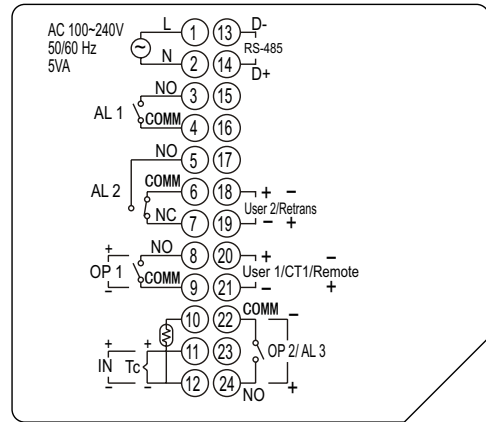 AC 100~240V
50/60 Hz
5VA
L 1 13 D-
RS-485
N 2 14 D+
NO 3 15
AL 1
COMM 4 16
NO 5 17
AL 2
COMM 6 18 + −
User 2/Retrans
NC 7 19 − +
NO 8 20 + −
+ OP 1 −
User 1/CT1/Remote
COMM 9 21 − +
10 22 COMM −
+ + 11 23
IN Tc
OP 2/ AL 3
− − 12 24 NO +